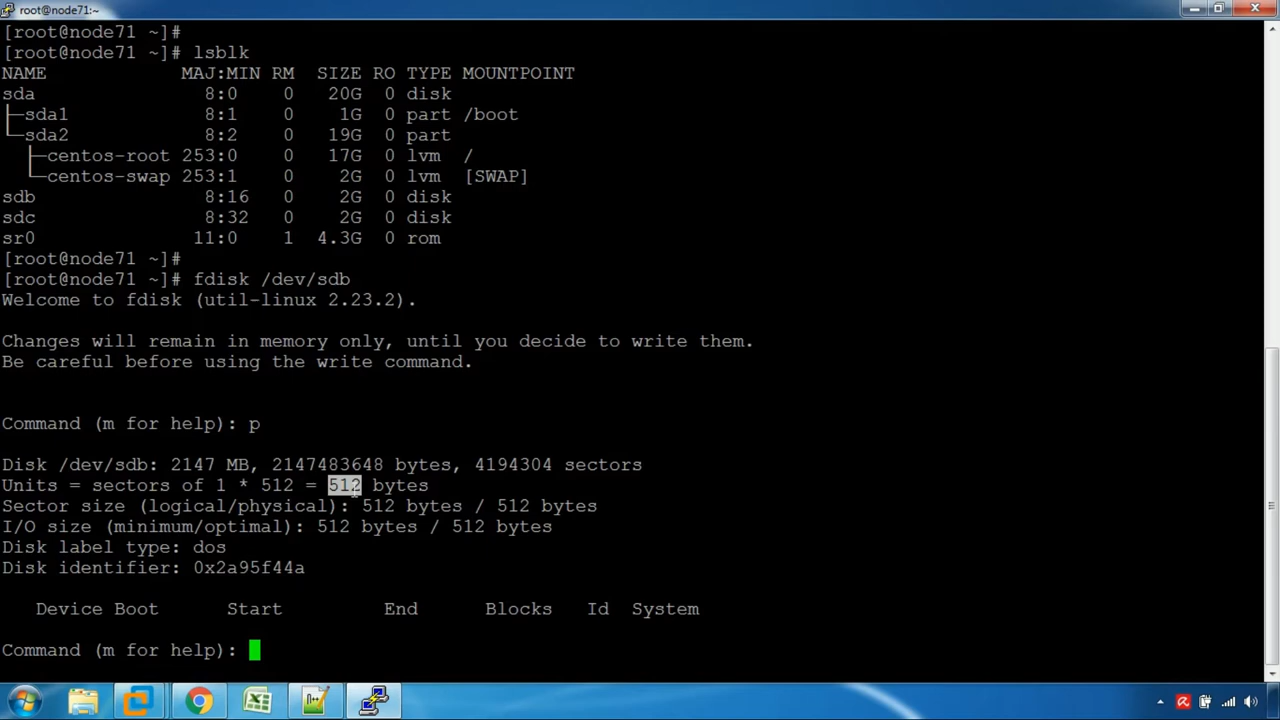 root@node71:~
[root@node71 ~]#
[root@node71 ~]# lsblk
NAME            MAJ:MIN RM  SIZE RO TYPE MOUNTPOINT
sda               8:0    0   20G  0 disk
├─sda1            8:1    0    1G  0 part /boot
└─sda2            8:2    0   19G  0 part
  ├─centos-root 253:0    0   17G  0 lvm  /
  └─centos-swap 253:1    0    2G  0 lvm  [SWAP]
sdb               8:16   0    2G  0 disk
sdc               8:32   0    2G  0 disk
sr0              11:0    1  4.3G  0 rom
[root@node71 ~]#
[root@node71 ~]# fdisk /dev/sdb
Welcome to fdisk (util-linux 2.23.2).
Changes will remain in memory only, until you decide to write them.
Be careful before using the write command.
Command (m for help): p
Disk /dev/sdb: 2147 MB, 2147483648 bytes, 4194304 sectors
Units = sectors of 1 * 512 = 512 bytes
Sector size (logical/physical): 512 bytes / 512 bytes
I/O size (minimum/optimal): 512 bytes / 512 bytes
Disk label type: dos
Disk identifier: 0x2a95f44a
   Device Boot      Start         End      Blocks   Id  System
Command (m for help):